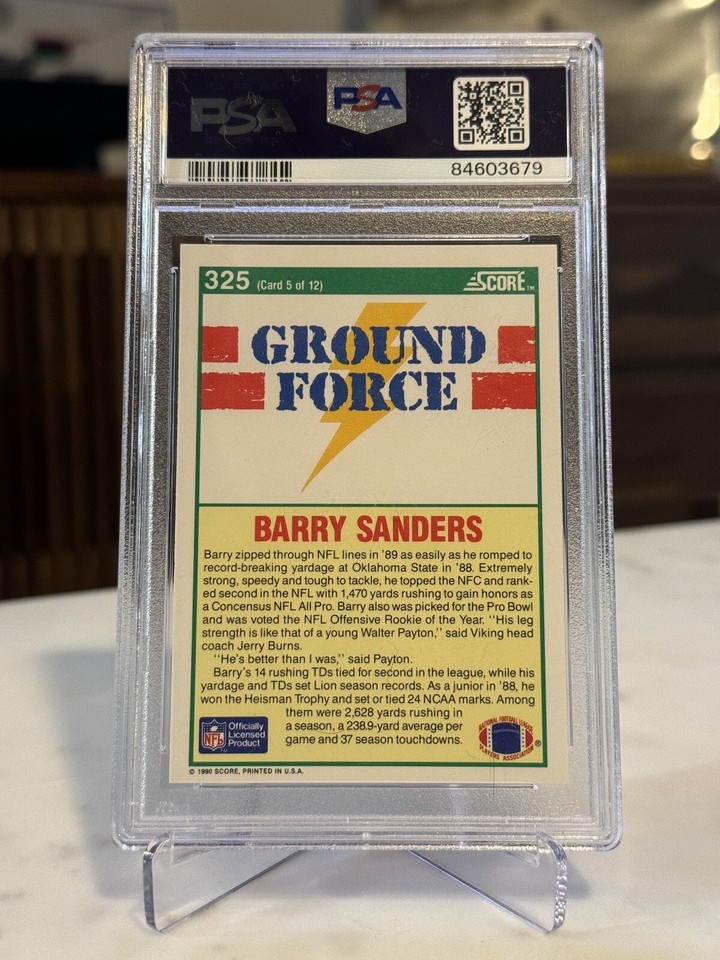 PSA PSA
84603679
325 (Card 5 of 12) SCORE™
GROUND
FORCE
BARRY SANDERS
Barry zipped through NFL lines in '89 as easily as he romped to
record-breaking yardage at Oklahoma State in '88. Extremely
strong, speedy and tough to tackle, he topped the NFC and rank-
ed second in the NFL with 1,470 yards rushing to gain honors as
a Concensus NFL All Pro. Barry also was picked for the Pro Bowl
and was voted the NFL Offensive Rookie of the Year. "His leg
strength is like that of a young Walter Payton," said Viking head
coach Jerry Burns.
"He's better than I was," said Payton.
Barry's 14 rushing TDs tied for second in the league, while his
yardage and TDs set Lion season records. As a junior in '88, he
won the Heisman Trophy and set or tied 24 NCAA marks. Among
them were 2,628 yards rushing in
a season, a 238.9-yard average per
game and 37 season touchdowns.
NFL™ Officially
Licensed
Product
NATIONAL FOOTBALL LEAGUE
PLAYERS ASSOCIATION ®
© 1990 SCORE, PRINTED IN U.S.A.